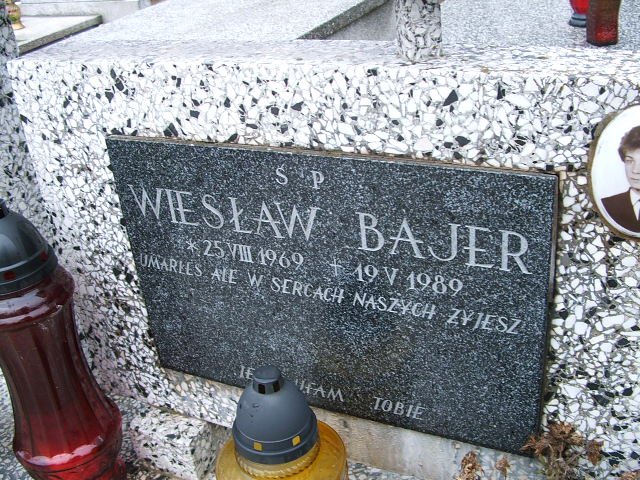 Ś P
WIESŁAW BAJER
* 25 VIII 1969 + 19 V 1989
UMARŁEŚ ALE W SERCACH NASZYCH ŻYJESZ
TOBIE